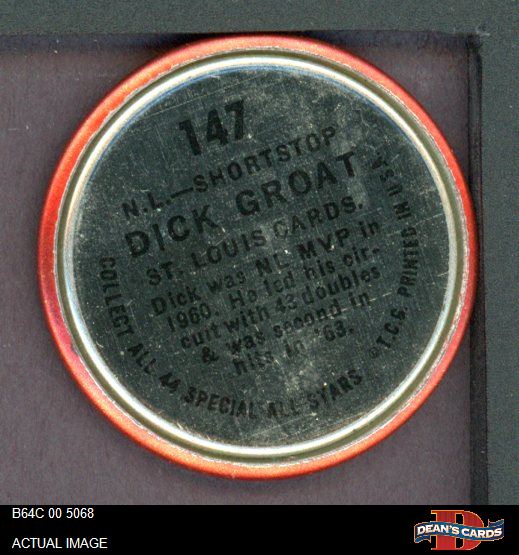 147
N.L.—SHORTSTOP
DICK GROAT
ST. LOUIS CARDS.
Dick was NL MVP in
1960. He led his cir-
cuit with 43 doubles
& was second in
hits in '63.
COLLECT ALL 44 SPECIAL ALL STARS
©T.C.G. PRINTED IN U.S.A.
B64C 00 5068
ACTUAL IMAGE
D
DEAN'S CARDS